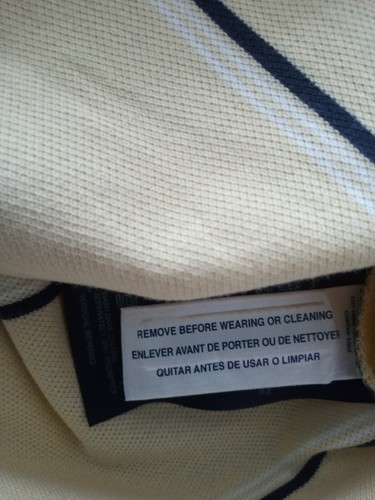 REMOVE BEFORE WEARING OR CLEANING
ENLEVER AVANT DE PORTER OU DE NETTOYER
QUITAR ANTES DE USAR O LIMPIAR